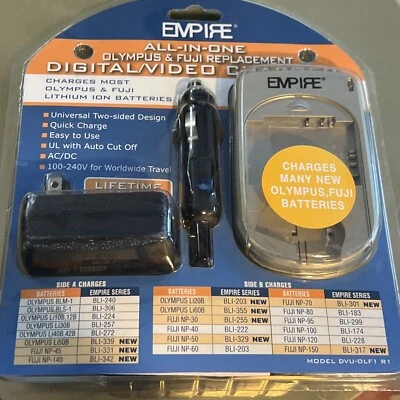 EMPIRE
ALL-IN-ONE
OLYMPUS & FUJI REPLACEMENT
DIGITAL/VIDEO
CHARGES MOST
OLYMPUS & FUJI
LITHIUM ION BATTERIES
Universal Two-sided Design
Quick Charge
Easy to Use
UL with Auto Cut Off
AC/DC
100-240V for Worldwide Travel
LIFETIME
EMPIRE
CHARGES
MANY NEW
OLYMPUS, FUJI
BATTERIES
SIDE A CHARGES
BATTERIES EMPIRE SERIES
OLYMPUS BLM-1 BLI-240
OLYMPUS BLS-1 BLI-306
OLYMPUS LI10B,12B BLI-224
OLYMPUS LI30B BLI-257
OLYMPUS LI40B,42B BLI-277
OLYMPUS LI50B BLI-339 NEW
FUJI NP-45 BLI-331 NEW
FUJI NP-140 BLI-342 NEW
SIDE B CHARGES
BATTERIES EMPIRE SERIES BATTERIES EMPIRE SERIES
OLYMPUS LI20B BLI-203 FUJI NP-70 BLI-301 NEW
OLYMPUS LI60B BLI-355 NEW FUJI NP-80 BLI-183
FUJI NP-30 BLI-255 NEW FUJI NP-95 BLI-299
FUJI NP-40 BLI-222 FUJI NP-100 BLI-174
FUJI NP-50 BLI-329 NEW FUJI NP-120 BLI-228
FUJI NP-60 BLI-203 FUJI NP-150 BLI-317 NEW
MODEL DVU-OLF1 R1